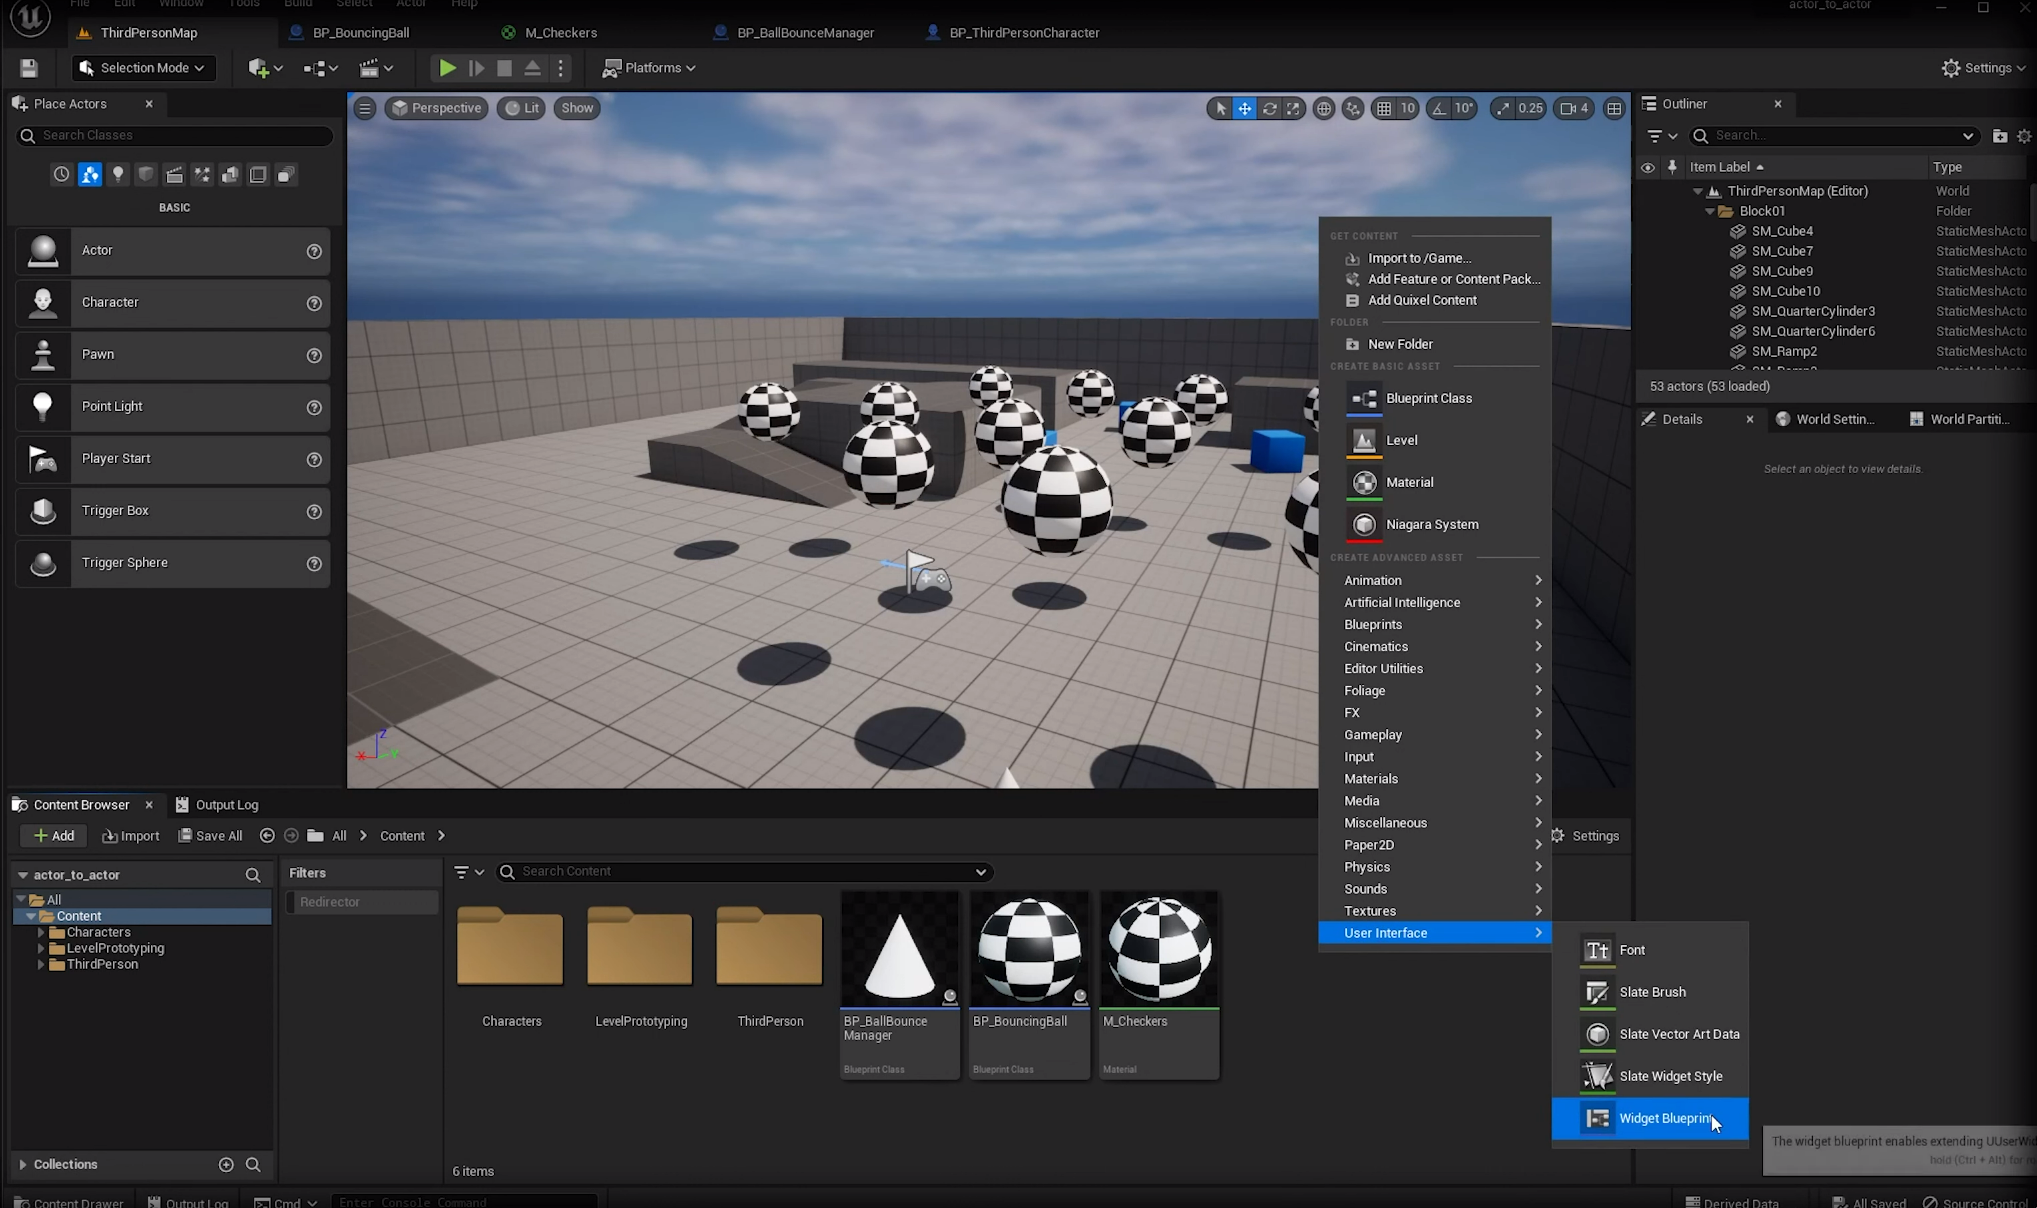 File Edit Window Tools Build Select Actor Help
actor_to_actor
ThirdPersonMap
BP_BouncingBall
M_Checkers
BP_BallBounceManager
BP_ThirdPersonCharacter
Selection Mode
Platforms
Settings
Place Actors
Search Classes
BASIC
Actor
Character
Pawn
Point Light
Player Start
Trigger Box
Trigger Sphere
Perspective
Lit
Show
10
10°
0.25
4
Z
X
Y
GET CONTENT
Import to /Game...
Add Feature or Content Pack...
Add Quixel Content
FOLDER
New Folder
CREATE BASIC ASSET
Blueprint Class
Level
Material
Niagara System
CREATE ADVANCED ASSET
Animation
Artificial Intelligence
Blueprints
Cinematics
Editor Utilities
Foliage
FX
Gameplay
Input
Materials
Media
Miscellaneous
Paper2D
Physics
Sounds
Textures
User Interface
Font
Slate Brush
Slate Vector Art Data
Slate Widget Style
Widget Blueprint
The widget blueprint enables extending UUserWid
hold (Ctrl + Alt) for
Outliner
Search...
Item Label Type
ThirdPersonMap (Editor) World
Block01 Folder
SM_Cube4 StaticMeshActo
SM_Cube7 StaticMeshActo
SM_Cube9 StaticMeshActo
SM_Cube10 StaticMeshActo
SM_QuarterCylinder3 StaticMeshActo
SM_QuarterCylinder6 StaticMeshActo
SM_Ramp2 StaticMeshActo
53 actors (53 loaded)
Details
World Settin...
World Partiti...
Select an object to view details.
Content Browser
Output Log
Add
Import
Save All
All
Content
Settings
actor_to_actor
All
Content
Characters
LevelPrototyping
ThirdPerson
Collections
Filters
Redirector
Search Content
Characters
LevelPrototyping
ThirdPerson
BP_BallBounce
Manager
Blueprint Class
BP_BouncingBall
Blueprint Class
M_Checkers
Material
6 items
Content Drawer
Output Log
Cmd
Enter Console Command
Derived Data
All Saved
Source Control